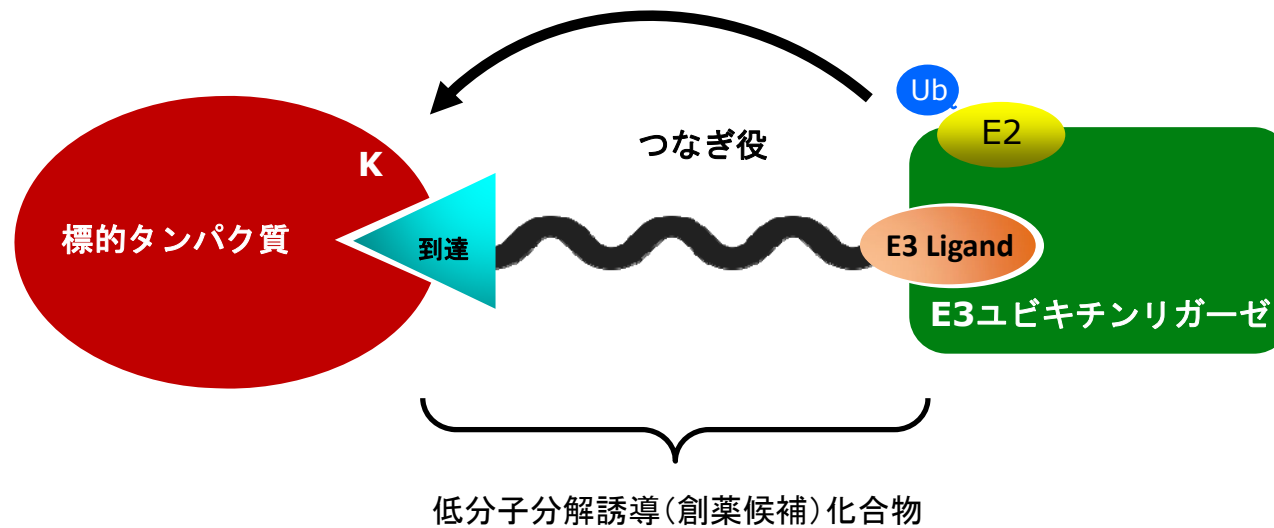 Ub
E2
つなぎ役
K
標的タンパク質
到達
E3 Ligand
E3ユビキチンリガーゼ
低分子分解誘導(創薬候補)化合物